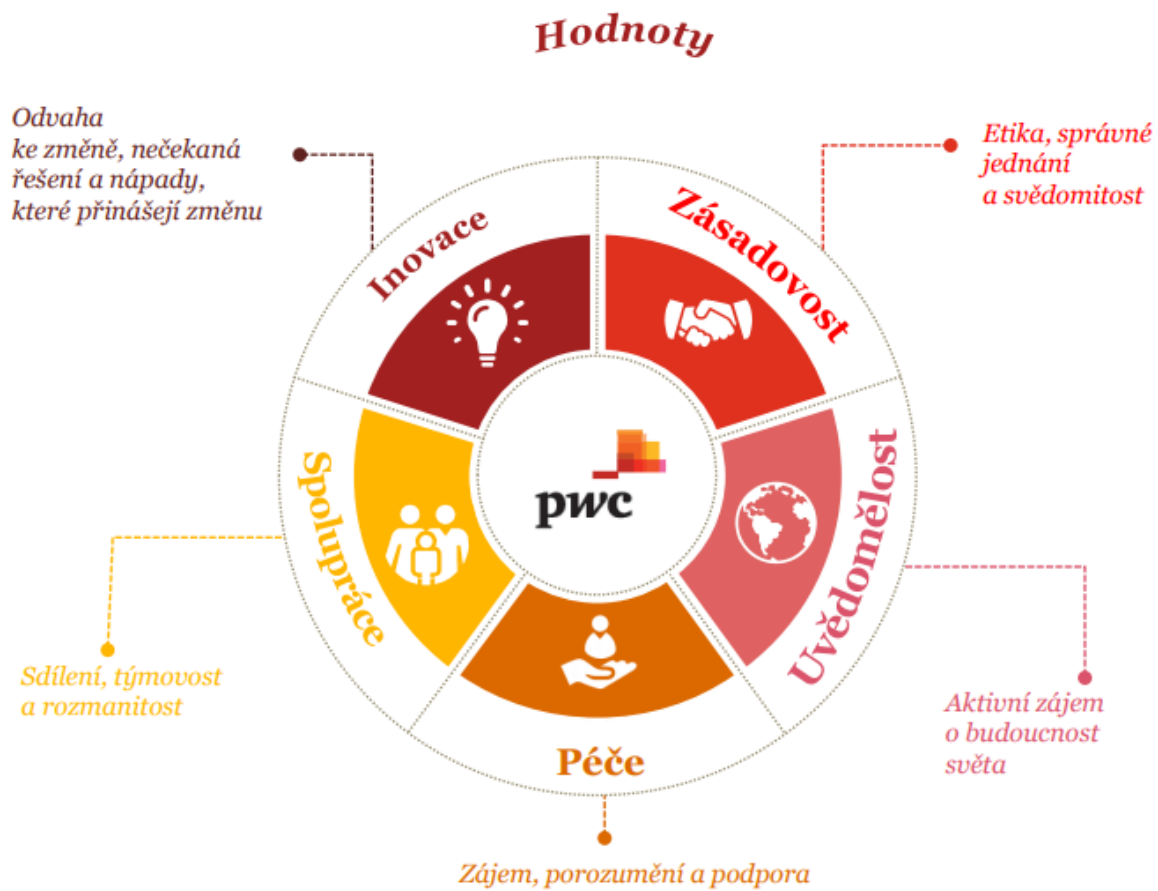 Hodnoty
Odvaha
ke změně, nečekaná
řešení a nápady,
které přinášejí změnu
Etika, správné
jednání
a svědomitost
Inovace
Zásadovost
Spolupráce
pwc
Uvědomělost
Sdílení, týmovost
a rozmanitost
Aktivní zájem
o budoucnost
světa
Péče
Zájem, porozumění a podpora